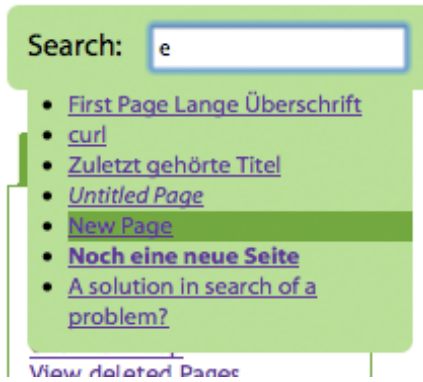 Search: e
First Page Lange Überschrift
curl
Zuletzt gehörte Titel
Untitled Page
New Page
Noch eine neue Seite
A solution in search of a
problem?
View deleted Pages